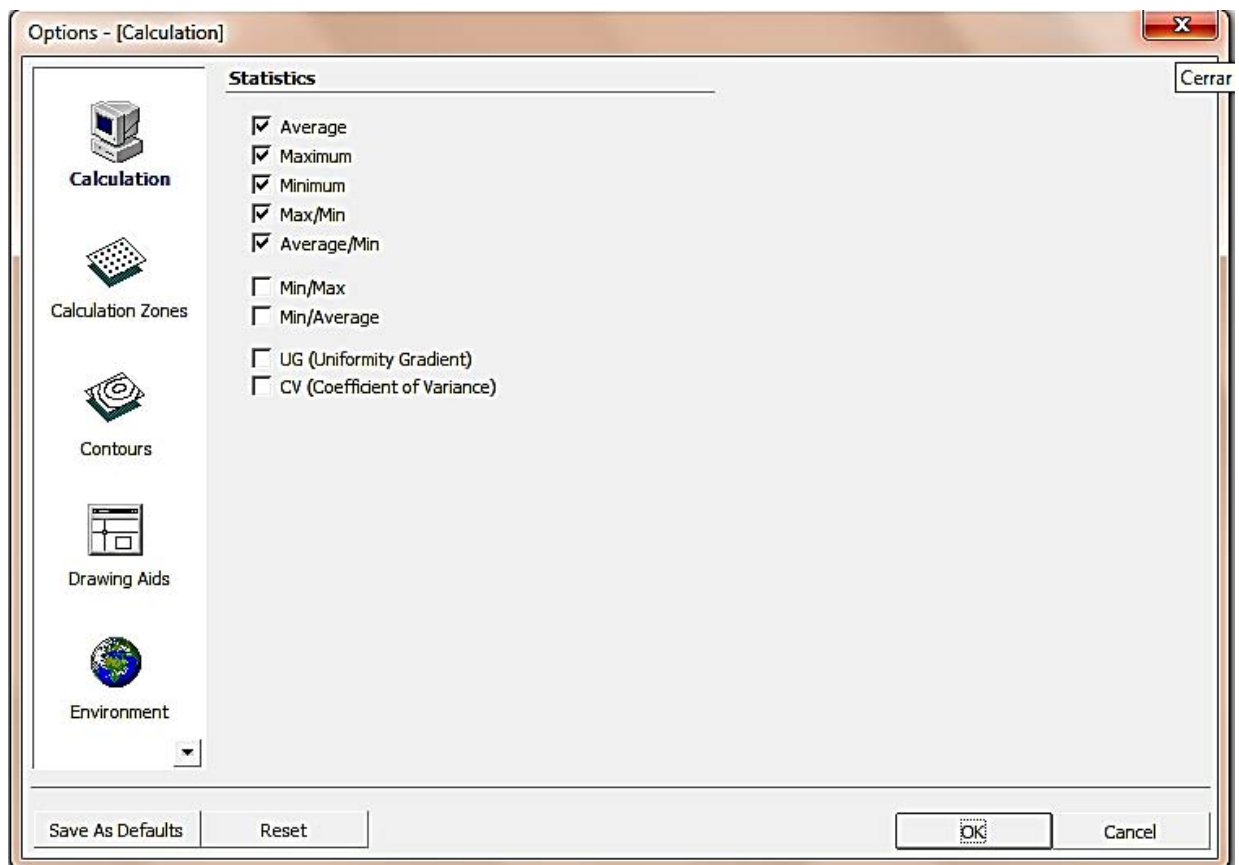 Options - [Calculation]
x
Cerrar
Calculation
Calculation Zones
Contours
Drawing Aids
Environment
Statistics
Average
Maximum
Minimum
Max/Min
Average/Min
Min/Max
Min/Average
UG (Uniformity Gradient)
CV (Coefficient of Variance)
Save As Defaults
Reset
OK
Cancel